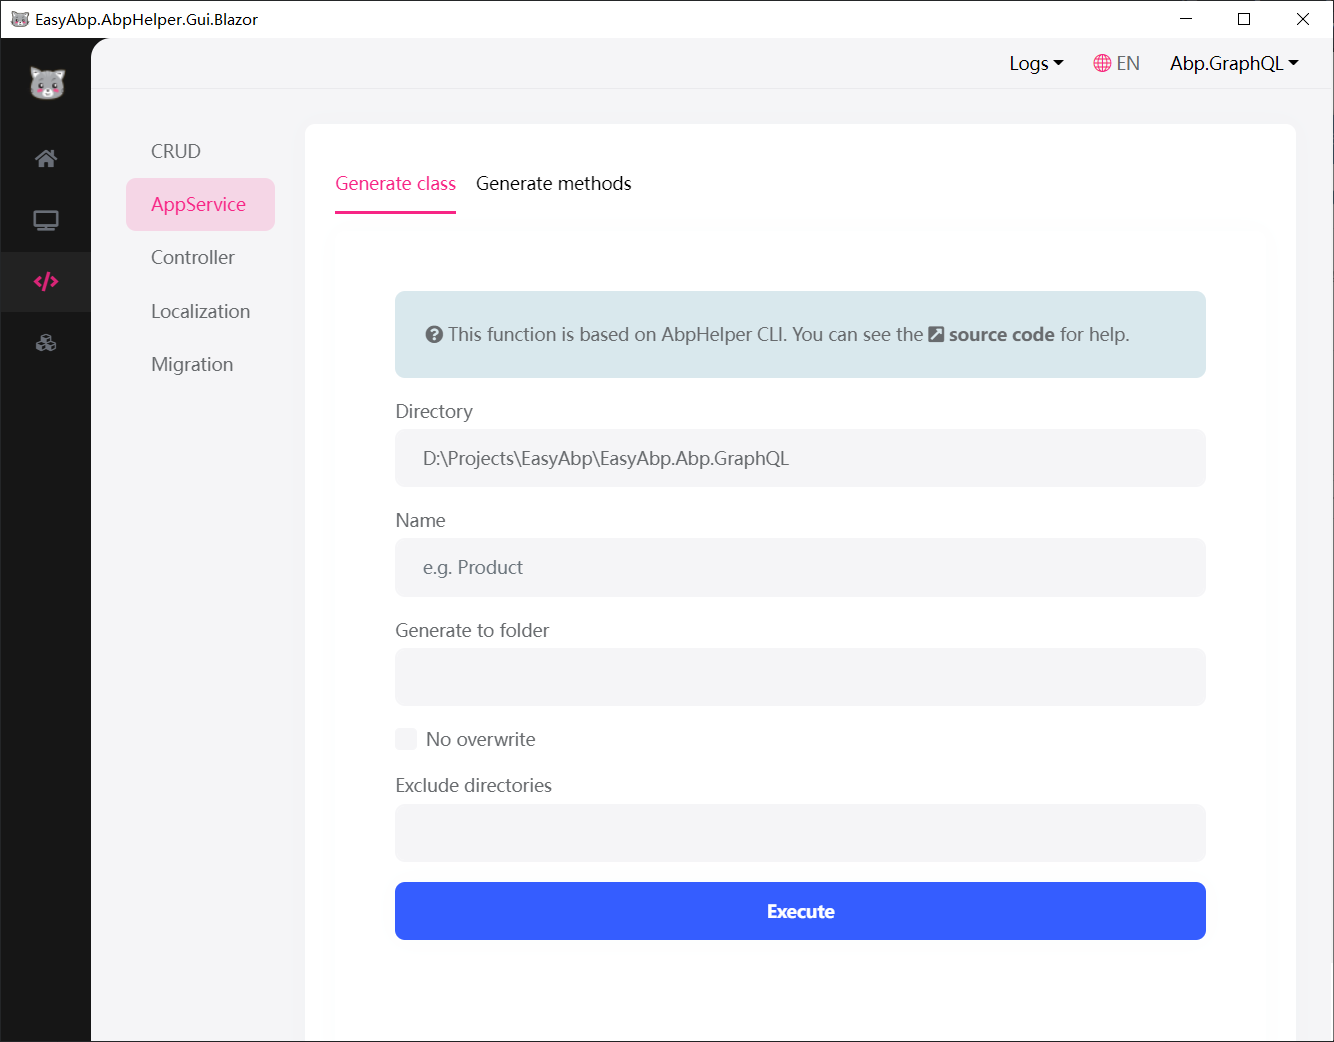 EasyAbp.AbpHelper.Gui.Blazor
Logs
EN
Abp.GraphQL
CRUD
AppService
Controller
Localization
Migration
Generate class
Generate methods
This function is based on AbpHelper CLI. You can see the source code for help.
Directory
D:\Projects\EasyAbp\EasyAbp.Abp.GraphQL
Name
e.g. Product
Generate to folder
No overwrite
Exclude directories
Execute